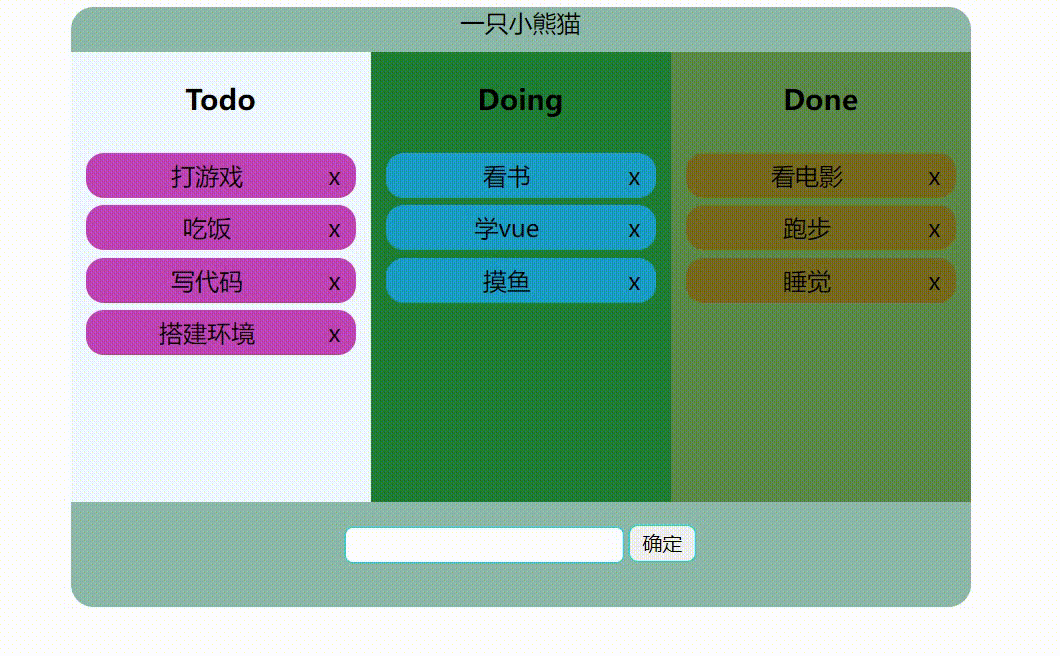 一只小熊猫
Todo
打游戏 x
吃饭 x
写代码 x
搭建环境 x
Doing
看书 x
学vue x
摸鱼 x
Done
看电影 x
跑步 x
睡觉 x
确定